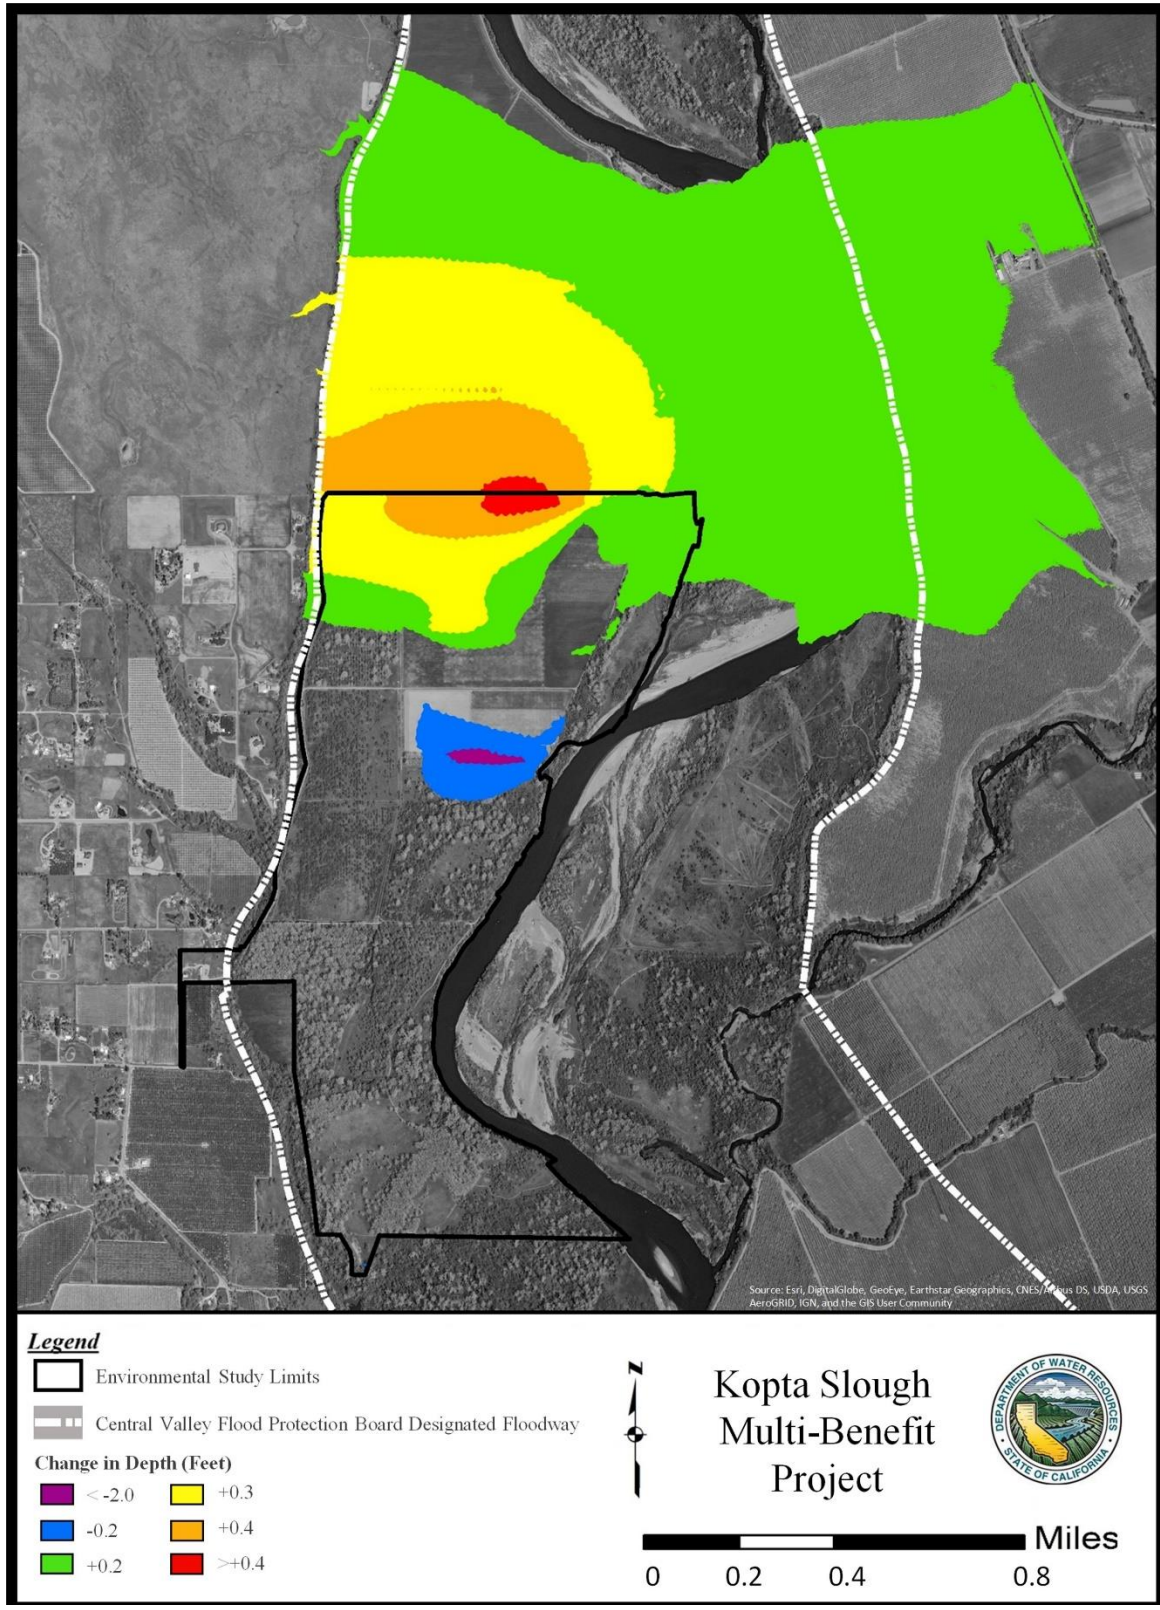 Source: Esri, DigitalGlobe, GeoEye, Earthstar Geographics, CNES/Airbus DS, USDA, USGS
AeroGRID, IGN, and the GIS User Community
Legend
Environmental Study Limits
Central Valley Flood Protection Board Designated Floodway
Change in Depth (Feet)
< -2.0
-0.2
+0.2
+0.3
+0.4
>+0.4
N
Kopta Slough
Multi-Benefit
Project
DEPARTMENT OF WATER RESOURCES
STATE OF CALIFORNIA
Miles
0 0.2 0.4 0.8